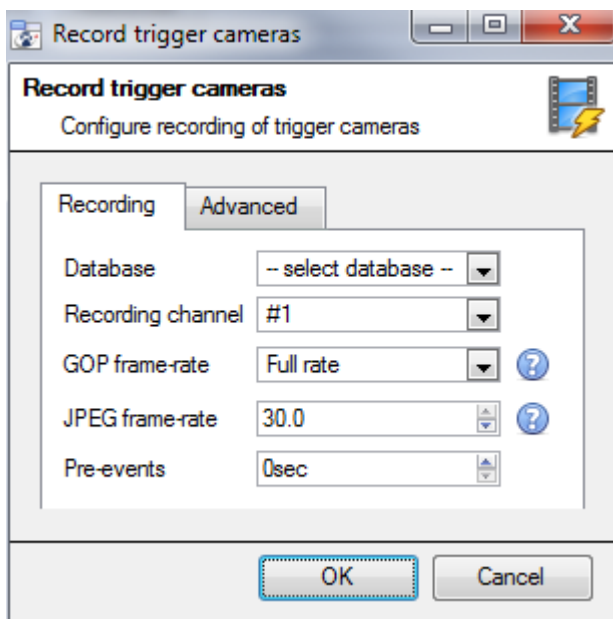 Record trigger cameras
Record trigger cameras
Configure recording of trigger cameras
Recording Advanced
Database -- select database --
Recording channel #1
GOP frame-rate Full rate ?
JPEG frame-rate 30.0 ?
Pre-events 0sec
OK Cancel